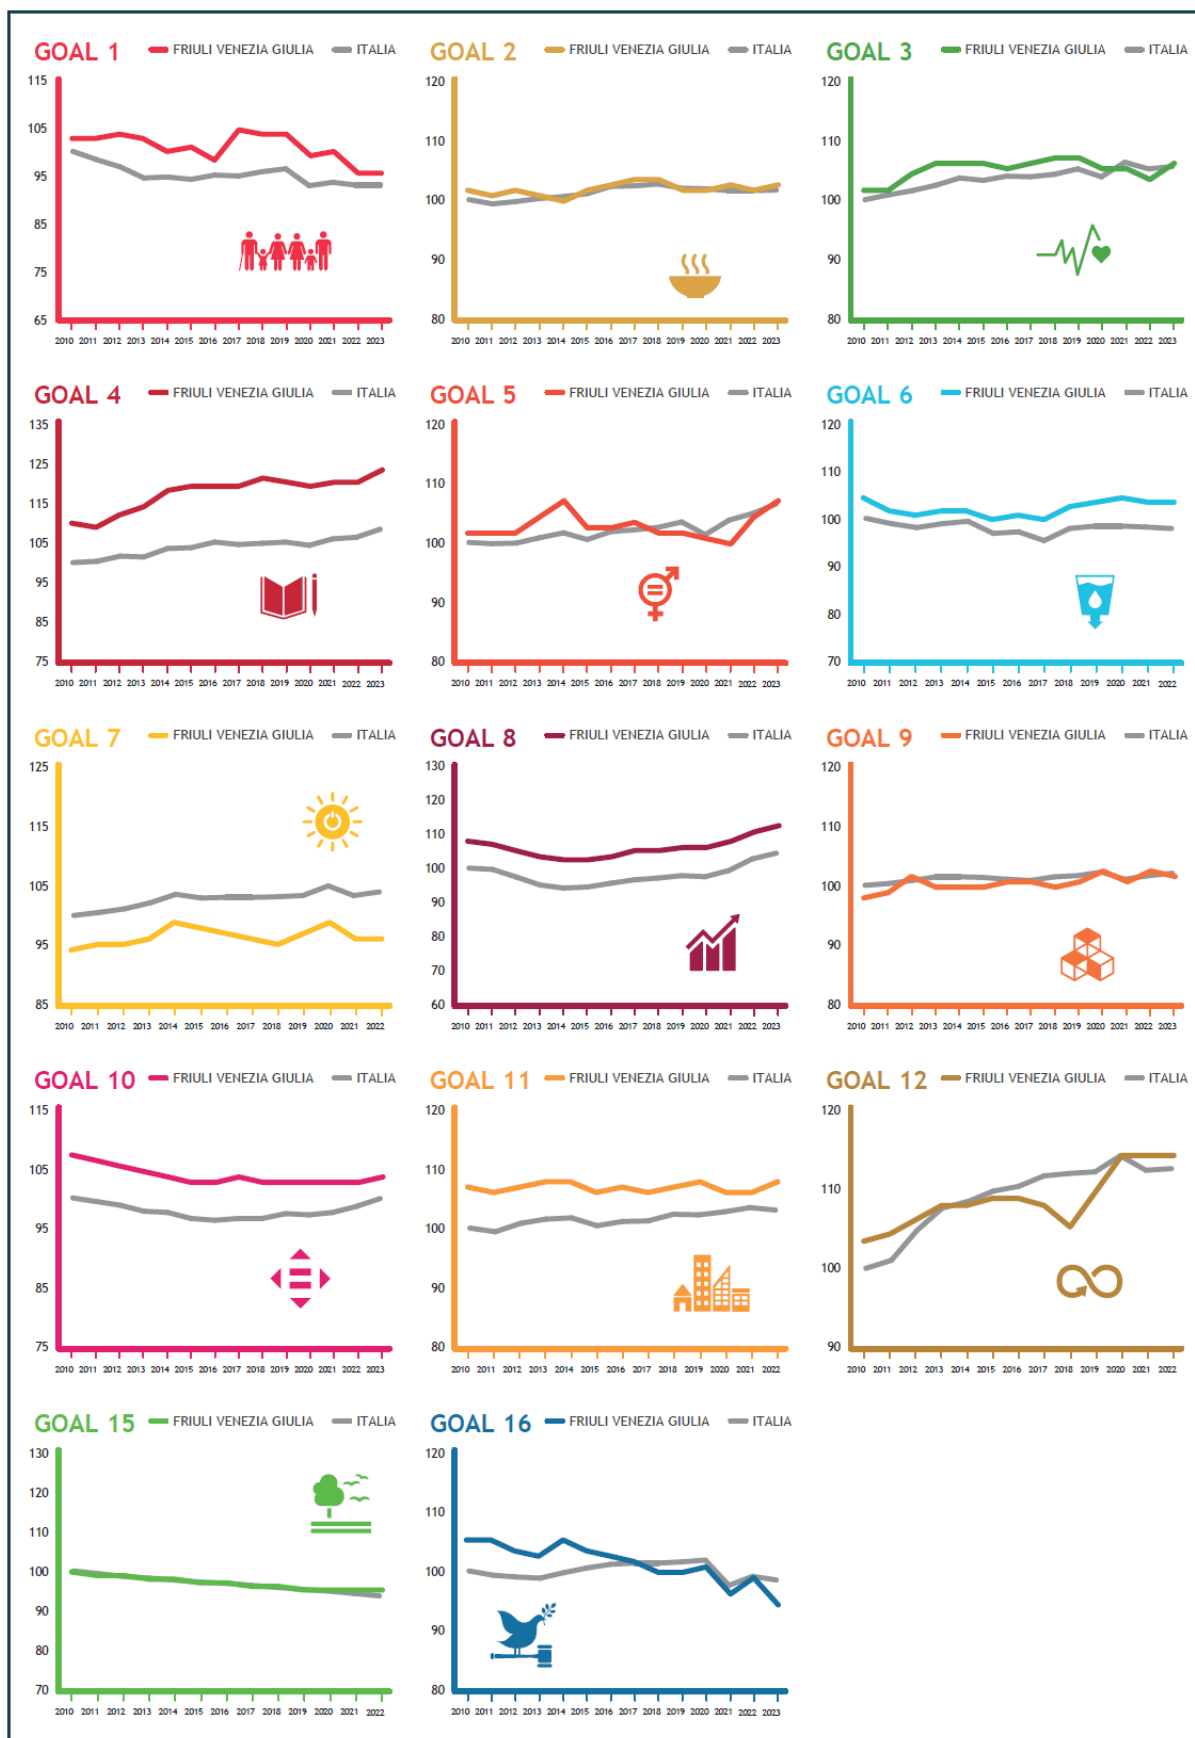 GOAL 1 FRIULI VENEZIA GIULIA ITALIA
115
105
95
85
75
65
2010 2011 2012 2013 2014 2015 2016 2017 2018 2019 2020 2021 2022 2023
GOAL 2 FRIULI VENEZIA GIULIA ITALIA
120
110
100
90
80
2010 2011 2012 2013 2014 2015 2016 2017 2018 2019 2020 2021 2022 2023
GOAL 3 FRIULI VENEZIA GIULIA ITALIA
120
110
100
90
80
2010 2011 2012 2013 2014 2015 2016 2017 2018 2019 2020 2021 2022 2023
GOAL 4 FRIULI VENEZIA GIULIA ITALIA
135
125
115
105
95
85
75
2010 2011 2012 2013 2014 2015 2016 2017 2018 2019 2020 2021 2022 2023
GOAL 5 FRIULI VENEZIA GIULIA ITALIA
120
110
100
90
80
2010 2011 2012 2013 2014 2015 2016 2017 2018 2019 2020 2021 2022 2023
GOAL 6 FRIULI VENEZIA GIULIA ITALIA
120
110
100
90
80
70
2010 2011 2012 2013 2014 2015 2016 2017 2018 2019 2020 2021 2022
GOAL 7 FRIULI VENEZIA GIULIA ITALIA
125
115
105
95
85
2010 2011 2012 2013 2014 2015 2016 2017 2018 2019 2020 2021 2022
GOAL 8 FRIULI VENEZIA GIULIA ITALIA
130
120
110
100
90
80
70
60
2010 2011 2012 2013 2014 2015 2016 2017 2018 2019 2020 2021 2022 2023
GOAL 9 FRIULI VENEZIA GIULIA ITALIA
120
110
100
90
80
2010 2011 2012 2013 2014 2015 2016 2017 2018 2019 2020 2021 2022 2023
GOAL 10 FRIULI VENEZIA GIULIA ITALIA
115
105
95
85
75
2010 2011 2012 2013 2014 2015 2016 2017 2018 2019 2020 2021 2022 2023
GOAL 11 FRIULI VENEZIA GIULIA ITALIA
120
110
100
90
80
2010 2011 2012 2013 2014 2015 2016 2017 2018 2019 2020 2021 2022
GOAL 12 FRIULI VENEZIA GIULIA ITALIA
120
110
100
90
2010 2011 2012 2013 2014 2015 2016 2017 2018 2019 2020 2021 2022
GOAL 15 FRIULI VENEZIA GIULIA ITALIA
130
120
110
100
90
80
70
2010 2011 2012 2013 2014 2015 2016 2017 2018 2019 2020 2021 2022
GOAL 16 FRIULI VENEZIA GIULIA ITALIA
120
110
100
90
80
2010 2011 2012 2013 2014 2015 2016 2017 2018 2019 2020 2021 2022 2023